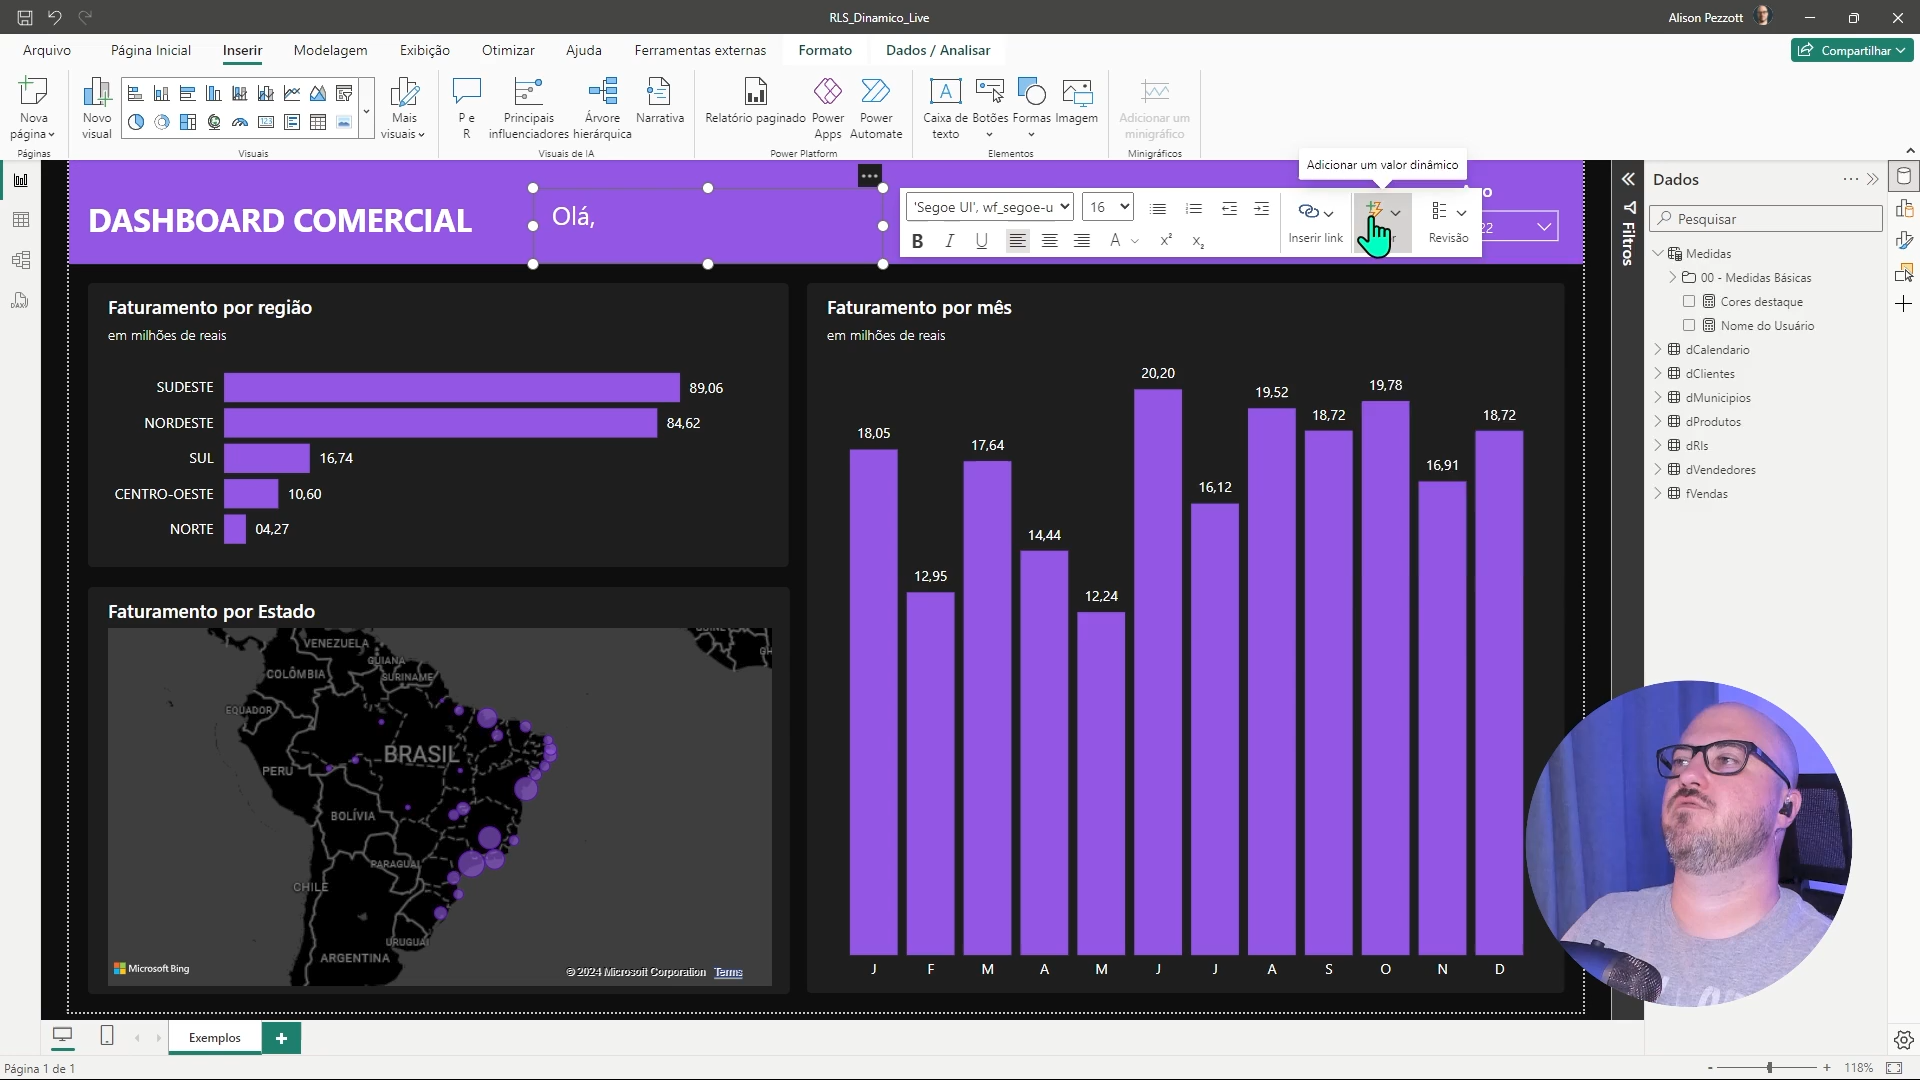 RLS_Dinamico_Live
Alison Pezzott
Arquivo
Página Inicial
Inserir
Modelagem
Exibição
Otimizar
Ajuda
Ferramentas externas
Formato
Dados / Analisar
Compartilhar
Nova página
Novo visual
Mais visuais
P e R
Principais influenciadores
Árvore hierárquica
Narrativa
Relatório paginado
Power Apps
Power Automate
Caixa de texto
Botões
Formas
Imagem
Adicionar um minigráfico
Páginas
Visuais
Visuais de IA
Power Platform
Elementos
Minigráficos
Adicionar um valor dinâmico
DASHBOARD COMERCIAL
Olá,
'Segoe UI', wf_segoe-u
16
Inserir link
Revisão
B
I
U
A
x²
x₂
22
Filtros
Dados
Pesquisar
Medidas
00 - Medidas Básicas
Cores destaque
Nome do Usuário
dCalendario
dClientes
dMunicipios
dProdutos
dRls
dVendedores
fVendas
Faturamento por região
em milhões de reais
SUDESTE 89,06
NORDESTE 84,62
SUL 16,74
CENTRO-OESTE 10,60
NORTE 04,27
Faturamento por Estado
VENEZUELA
GUIANA
SURINAME
COLÔMBIA
EQUADOR
BRASIL
PERU
BOLÍVIA
PARAGUAI
CHILE
URUGUAI
ARGENTINA
Microsoft Bing
© 2024 Microsoft Corporation Terms
Faturamento por mês
em milhões de reais
18,05
12,95
17,64
14,44
12,24
20,20
16,12
19,52
18,72
19,78
16,91
18,72
J F M A M J J A S O N D
Exemplos
Página 1 de 1
118%